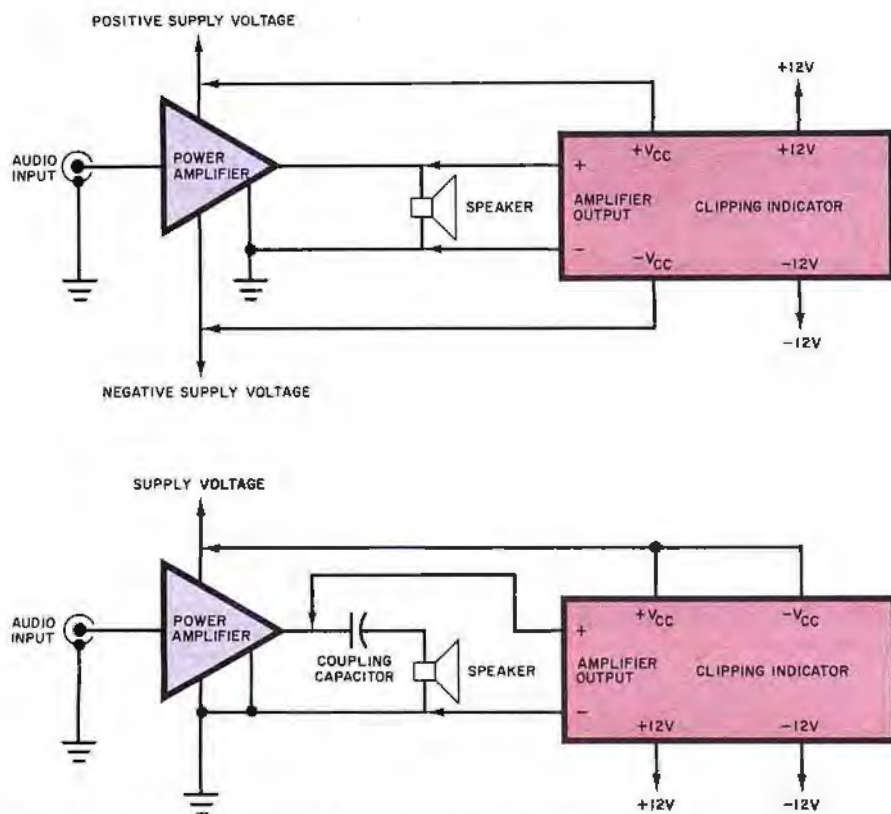 POSITIVE SUPPLY VOLTAGE
+12V
AUDIO
INPUT
POWER
AMPLIFIER
SPEAKER
+VCC
+12V
+
AMPLIFIER
OUTPUT
CLIPPING INDICATOR
−
−VCC
−12V
−12V
NEGATIVE SUPPLY VOLTAGE
SUPPLY VOLTAGE
AUDIO
INPUT
POWER
AMPLIFIER
COUPLING
CAPACITOR
SPEAKER
+VCC
−VCC
+
AMPLIFIER
OUTPUT
CLIPPING INDICATOR
−
+12V
−12V
+12V
−12V